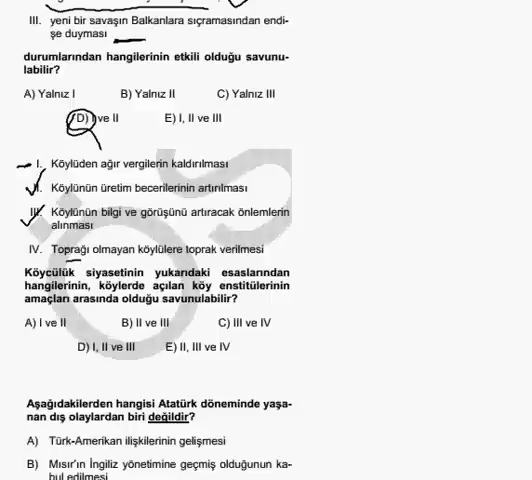 III. yeni bir savaşın Balkanlara sıçramasından endi-
şe duyması
durumlarından hangilerinin etkili olduğu savunu-
labilir?
A) Yalnız I B) Yalnız II C) Yalnız III
D) I ve II E) I, II ve III
I. Köylüden ağır vergilerin kaldırılması
II. Köylünün üretim becerilerinin artırılması
III. Köylünün bilgi ve görüşünü artıracak önlemlerin
alınması
IV. Toprağı olmayan köylülere toprak verilmesi
Köycülük siyasetinin yukarıdaki esaslarından
hangilerinin, köylerde açılan köy enstitülerinin
amaçları arasında olduğu savunulabilir?
A) I ve II B) II ve III C) III ve IV
D) I, II ve III E) II, III ve IV
Aşağıdakilerden hangisi Atatürk döneminde yaşa-
nan dış olaylardan biri değildir?
A) Türk-Amerikan ilişkilerinin gelişmesi
B) Mısır'ın İngiliz yönetimine geçmiş olduğunun ka-
bul edilmesi